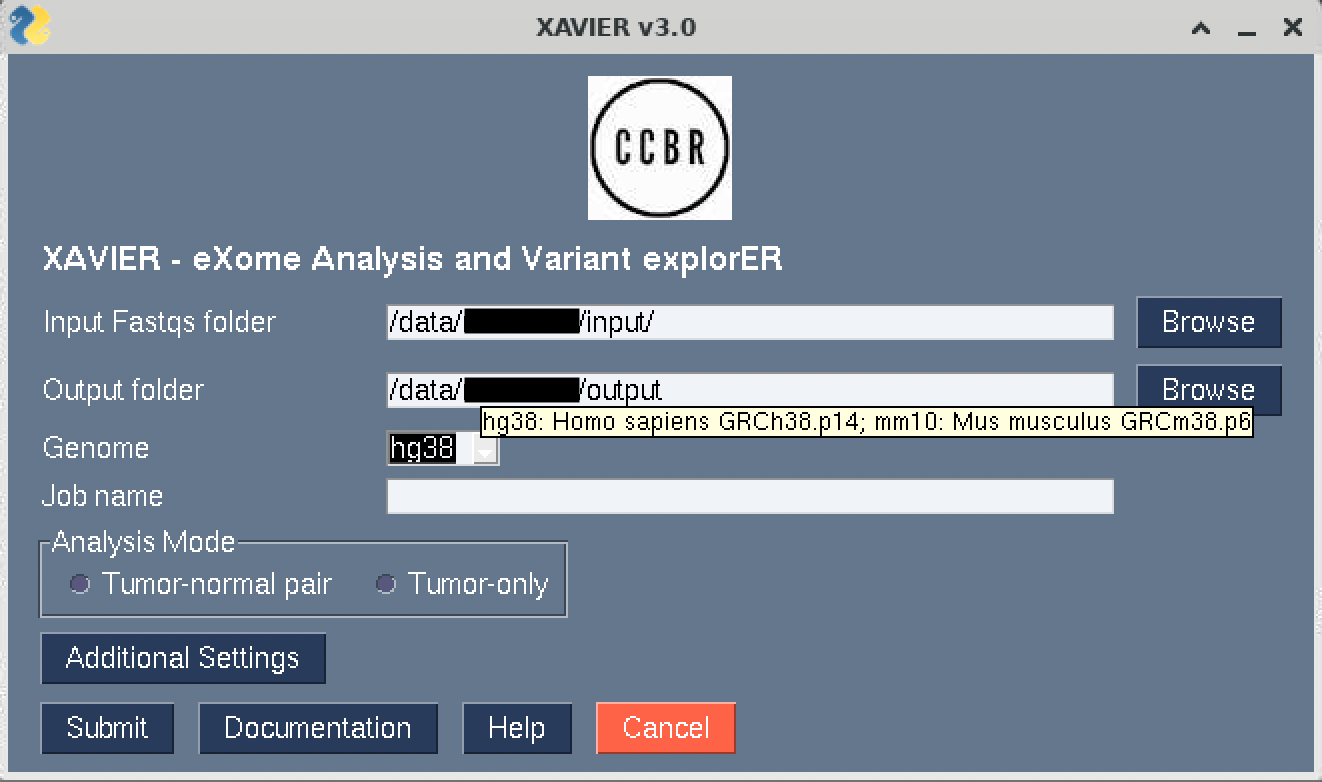 XAVIER v3.0
CCBR
XAVIER - eXome Analysis and Variant explorER
Input Fastqs folder /data/ /input/ Browse
Output folder /data/ /output Browse
hg38: Homo sapiens GRCh38.p14; mm10: Mus musculus GRCm38.p6
Genome hg38
Job name
Analysis Mode
Tumor-normal pair Tumor-only
Additional Settings
Submit Documentation Help Cancel